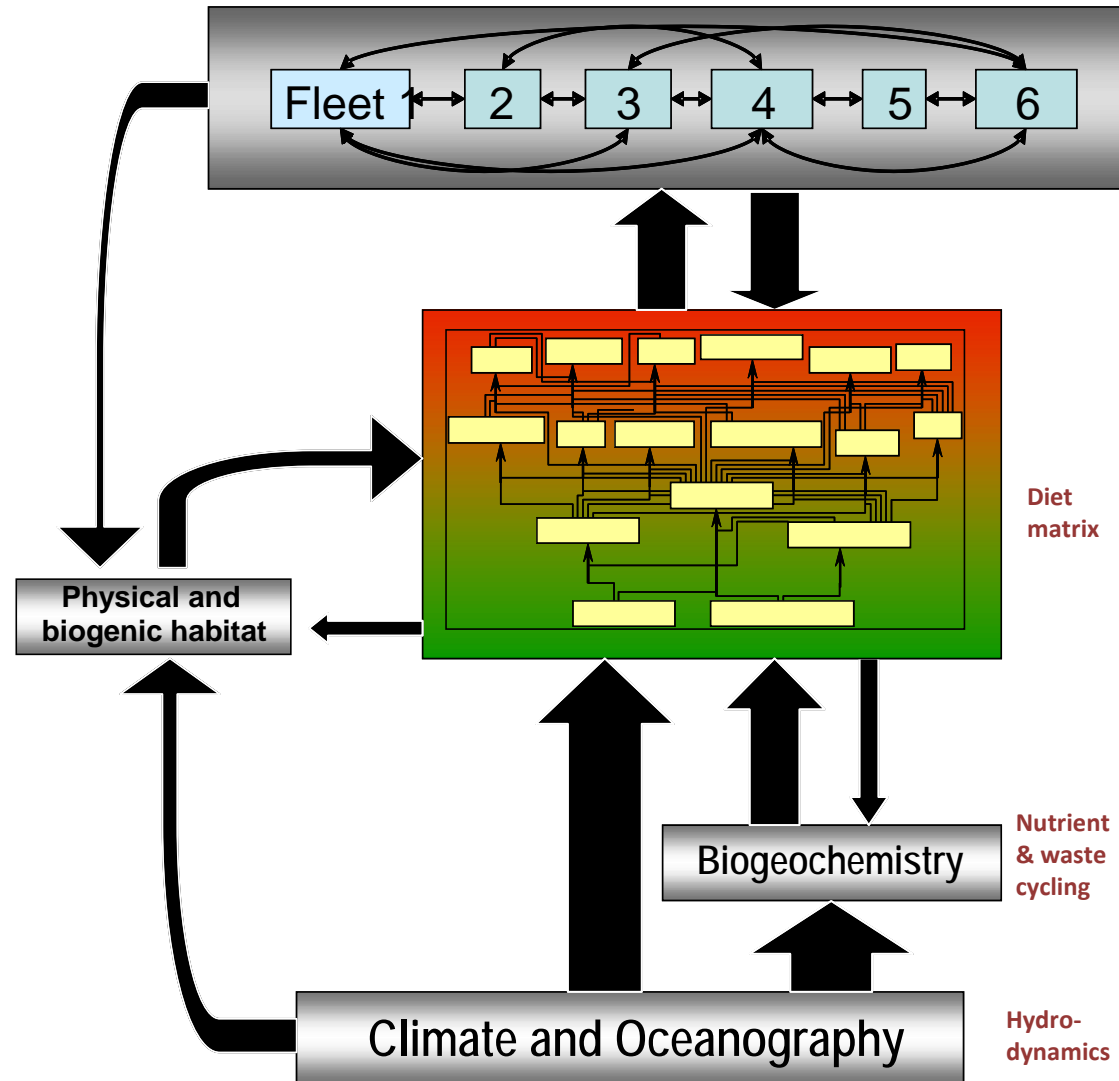 Fleet 1 2 3 4 5 6
Diet
matrix
Physical and
biogenic habitat
Biogeochemistry
Nutrient
& waste
cycling
Climate and Oceanography
Hydro-
dynamics